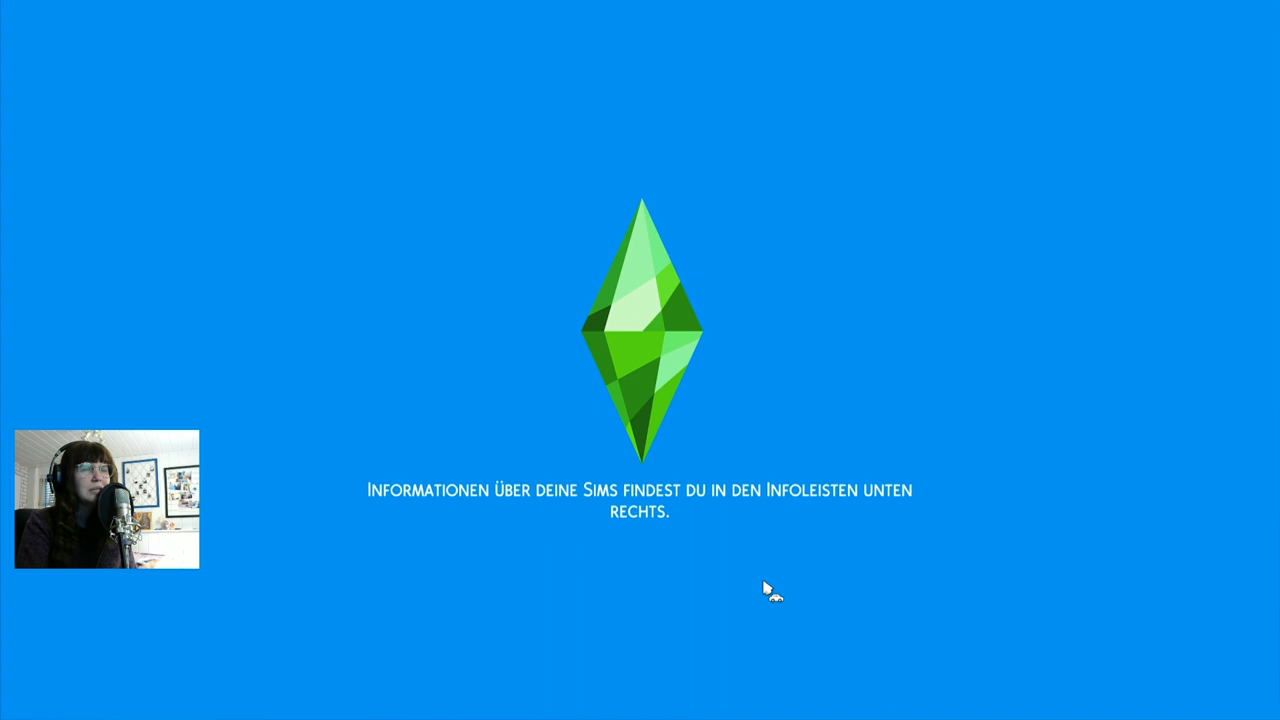 Informationen über deine Sims findest du in den Infoleisten unten
rechts.